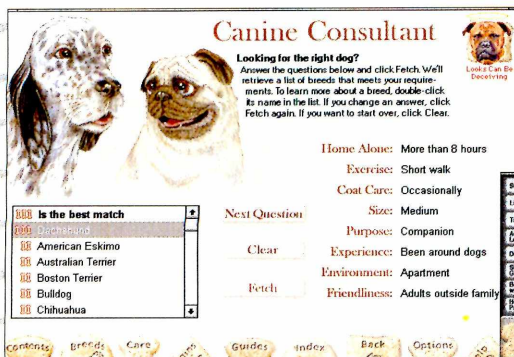 Canine Consultant
Looks Can Be
Deceiving
Looking for the right dog?
Answer the questions below and click Fetch. We'll
retrieve a list of breeds that meets your require-
ments. To learn more about a breed, double-click
its name in the list. If you change an answer, click
Fetch again. If you want to start over, click Clear.
Home Alone: More than 8 hours
Exercise: Short walk
Coat Care: Occasionally
Size: Medium
Purpose: Companion
Experience: Been around dogs
Environment: Apartment
Friendliness: Adults outside family
Is the best match
Dachshund
American Eskimo
Australian Terrier
Boston Terrier
Bulldog
Chihuahua
Next Question
Clear
Fetch
Contents Breeds Care Guides Index Back Options